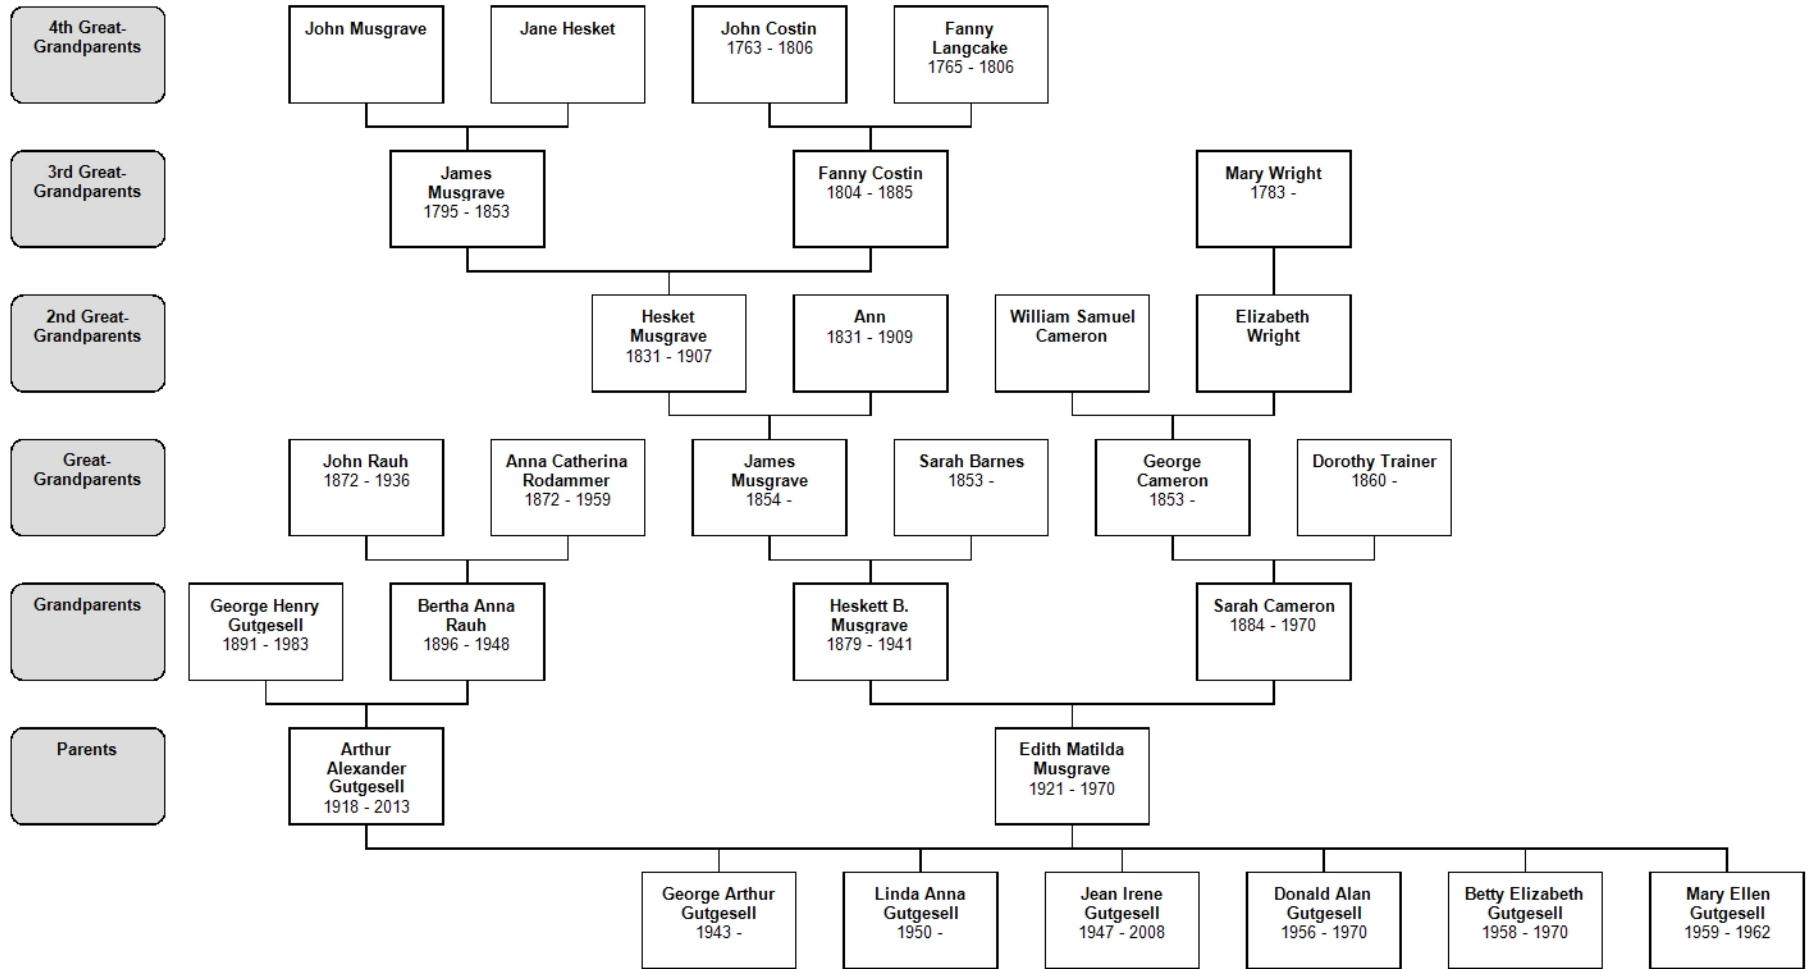 4th Great-
Grandparents
John Musgrave
Jane Hesket
John Costin
1763 - 1806
Fanny
Langcake
1765 - 1806
3rd Great-
Grandparents
James
Musgrave
1795 - 1853
Fanny Costin
1804 - 1885
Mary Wright
1783 -
2nd Great-
Grandparents
Hesket
Musgrave
1831 - 1907
Ann
1831 - 1909
William Samuel
Cameron
Elizabeth
Wright
Great-
Grandparents
John Rauh
1872 - 1936
Anna Catherina
Rodammer
1872 - 1959
James
Musgrave
1854 -
Sarah Barnes
1853 -
George
Cameron
1853 -
Dorothy Trainer
1860 -
Grandparents
George Henry
Gutgesell
1891 - 1983
Bertha Anna
Rauh
1896 - 1948
Heskett B.
Musgrave
1879 - 1941
Sarah Cameron
1884 - 1970
Parents
Arthur
Alexander
Gutgesell
1918 - 2013
Edith Matilda
Musgrave
1921 - 1970
George Arthur
Gutgesell
1943 -
Linda Anna
Gutgesell
1950 -
Jean Irene
Gutgesell
1947 - 2008
Donald Alan
Gutgesell
1956 - 1970
Betty Elizabeth
Gutgesell
1958 - 1970
Mary Ellen
Gutgesell
1959 - 1962